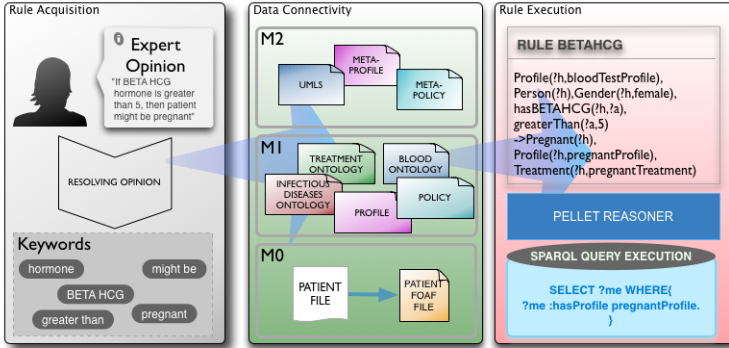 Rule Acquisition
Expert
Opinion
"If BETA HCG
hormone is greater
than 5, then patient
might be pregnant"
RESOLVING OPINION
Keywords
hormone
might be
BETA HCG
greater than
pregnant
Data Connectivity
M2
UMLS
META-
PROFILE
META-
POLICY
M1
TREATMENT
ONTOLOGY
BLOOD
ONTOLOGY
INFECTIOUS
DISEASES
ONTOLOGY
PROFILE
POLICY
M0
PATIENT
FILE
PATIENT
FOAF
FILE
Rule Execution
RULE BETAHCG
Profile(?h,bloodTestProfile),
Person(?h),Gender(?h,female),
hasBETAHCG(?h,?a),
greaterThan(?a,5)
->Pregnant(?h),
Profile(?h,pregnantProfile),
Treatment(?h,pregnantTreatment)
PELLET REASONER
SPARQL QUERY EXECUTION
SELECT ?me WHERE{
?me :hasProfile pregnantProfile.
}